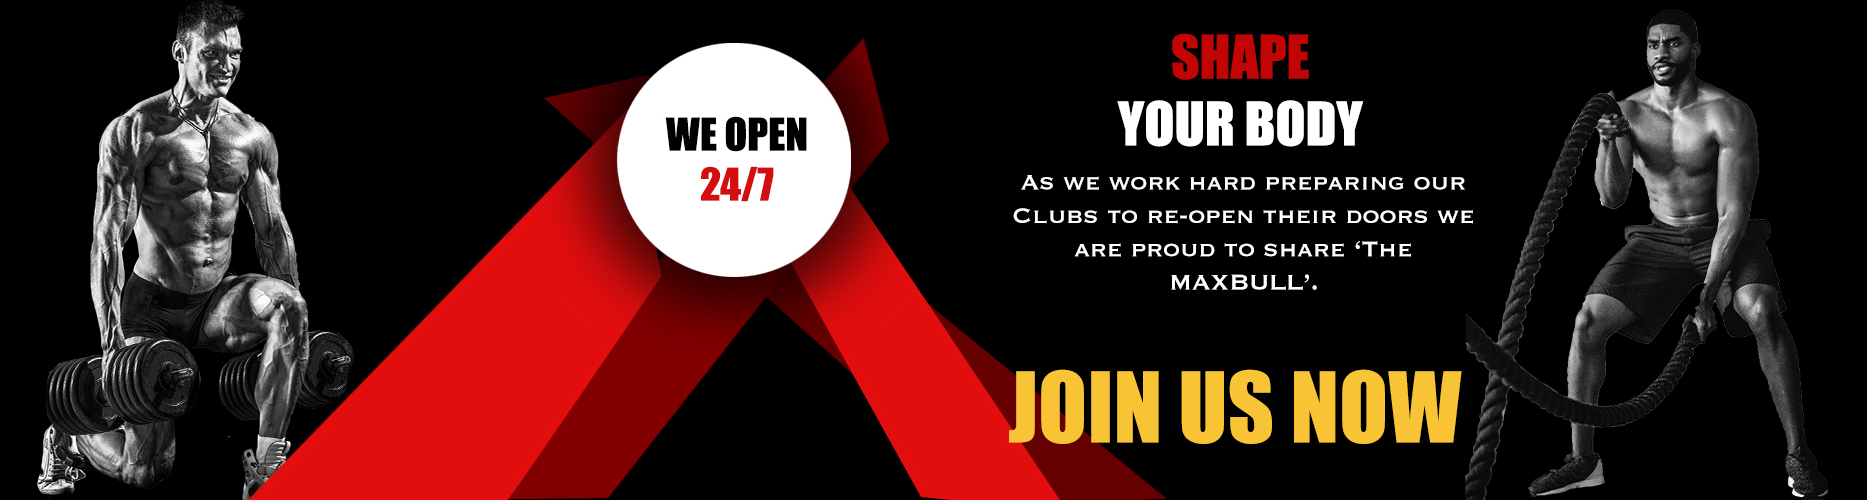 WE OPEN
24/7
SHAPE
YOUR BODY
As we work hard preparing our
Clubs to re-open their doors we
are proud to share ‘The
MAXBULL’.
JOIN US NOW